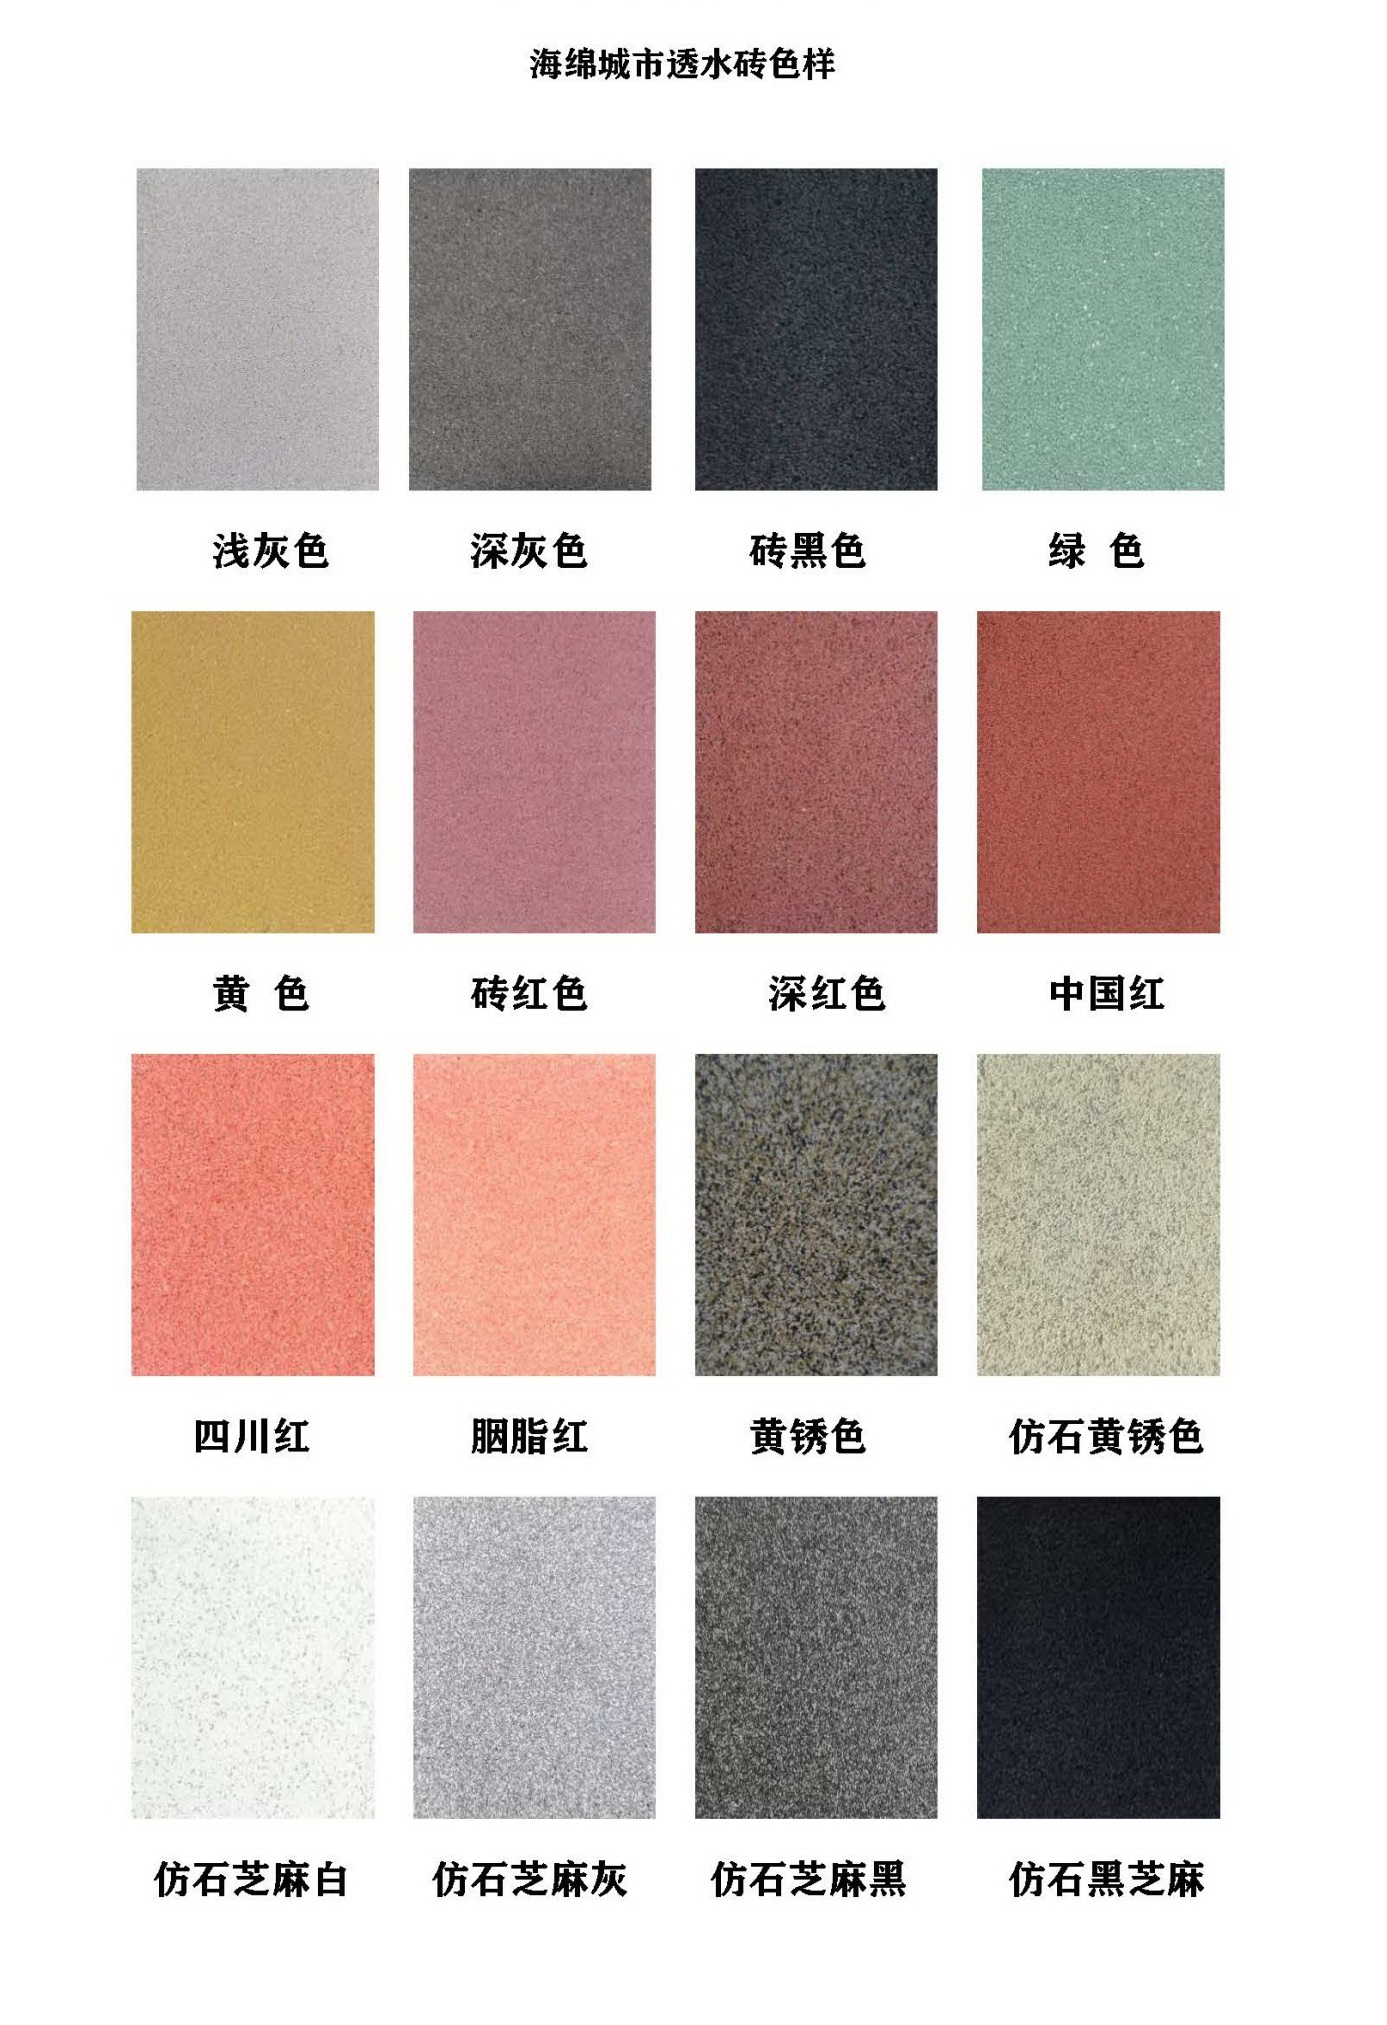 海绵城市透水砖色样
浅灰色 深灰色 砖黑色 绿 色
黄 色 砖红色 深红色 中国红
四川红 胭脂红 黄锈色 仿石黄锈色
仿石芝麻白 仿石芝麻灰 仿石芝麻黑 仿石黑芝麻